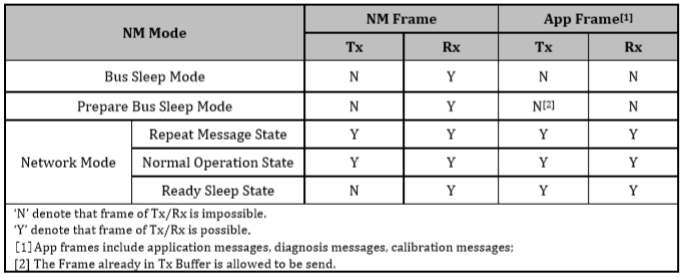 NM Mode NM Frame App Frame[1]
Tx Rx Tx Rx
Bus Sleep Mode N Y N N
Prepare Bus Sleep Mode N Y N[2] N
Network Mode Repeat Message State Y Y Y Y
Normal Operation State Y Y Y Y
Ready Sleep State N Y Y Y
'N' denote that frame of Tx/Rx is impossible.
'Y' denote that frame of Tx/Rx is possible.
[1] App frames include application messages, diagnosis messages, calibration messages;
[2] The Frame already in Tx Buffer is allowed to be send.